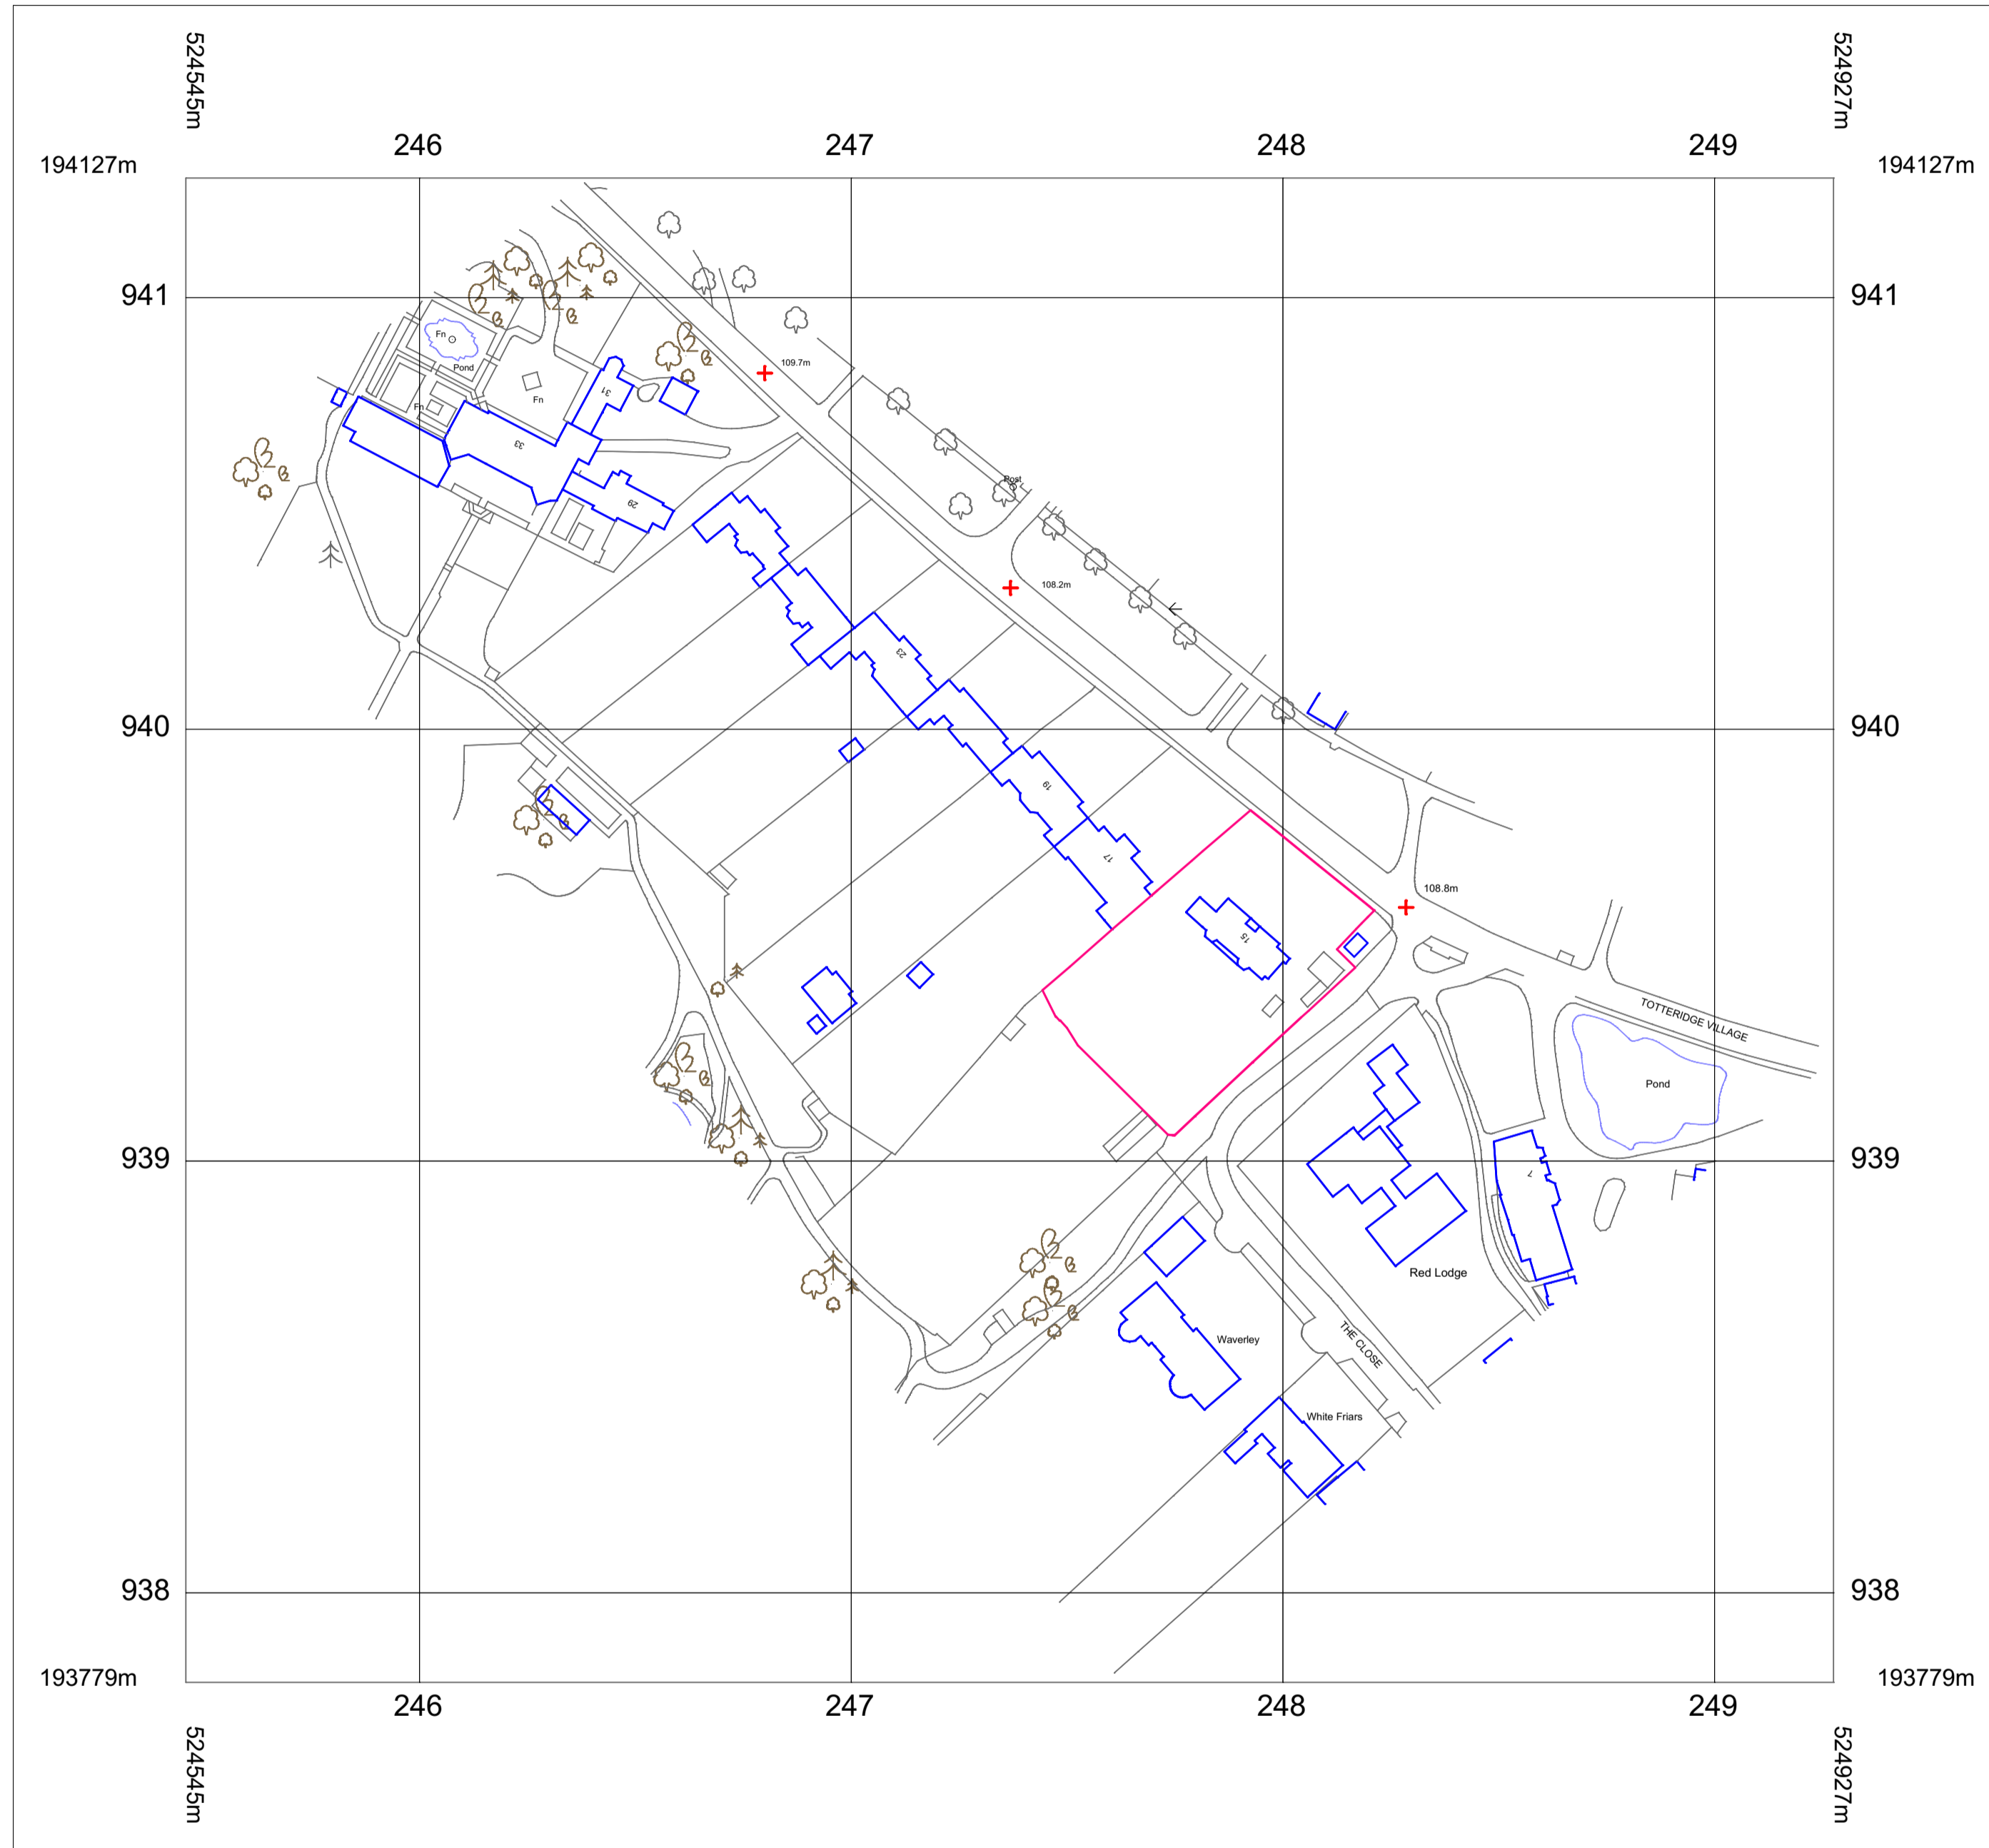 524545m
524927m
246
247
248
249
194127m
194127m
941
941
109.7m
Fn
Pond
Fn
Fn
31
33
29
Post
108.2m
23
940
940
19
17
108.8m
15
TOTTERIDGE VILLAGE
Pond
939
939
7
Red Lodge
Waverley
THE CLOSE
White Friars
938
938
193779m
193779m
246
247
248
249
524545m
524927m